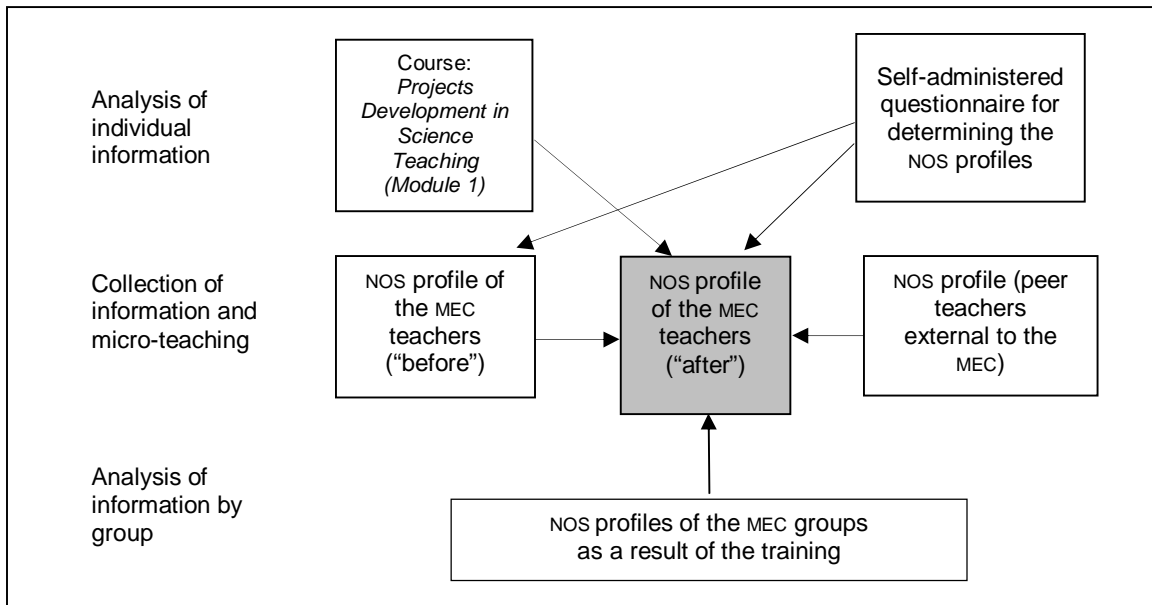 Analysis of
individual
information
Course:
Projects
Development in
Science
Teaching
(Module 1)
Self-administered
questionnaire for
determining the
NOS profiles
Collection of
information and
micro-teaching
NOS profile of
the MEC
teachers
(“before”)
NOS profile
of the MEC
teachers
(“after”)
NOS profile (peer
teachers
external to the
MEC)
Analysis of
information by
group
NOS profiles of the MEC groups
as a result of the training